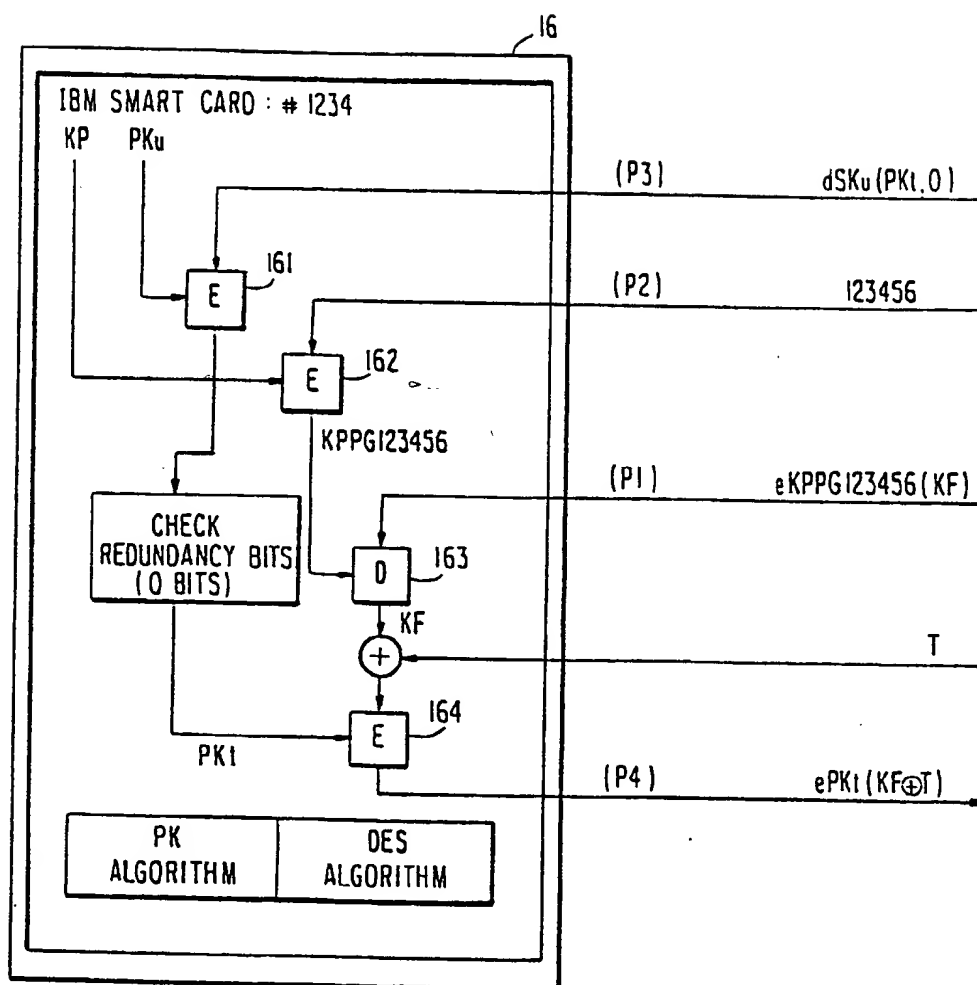 16
IBM SMART CARD : # 1234
KP PKu
(P3) dSKu(PKt,0)
161
E
(P2) 123456
162
E
KPPG123456
(P1) eKPPG123456(KF)
CHECK
REDUNDANCY BITS
(0 BITS)
D
163
KF
+
T
164
E
PKt
(P4) ePKt(KF⊕T)
PK
ALGORITHM
DES
ALGORITHM